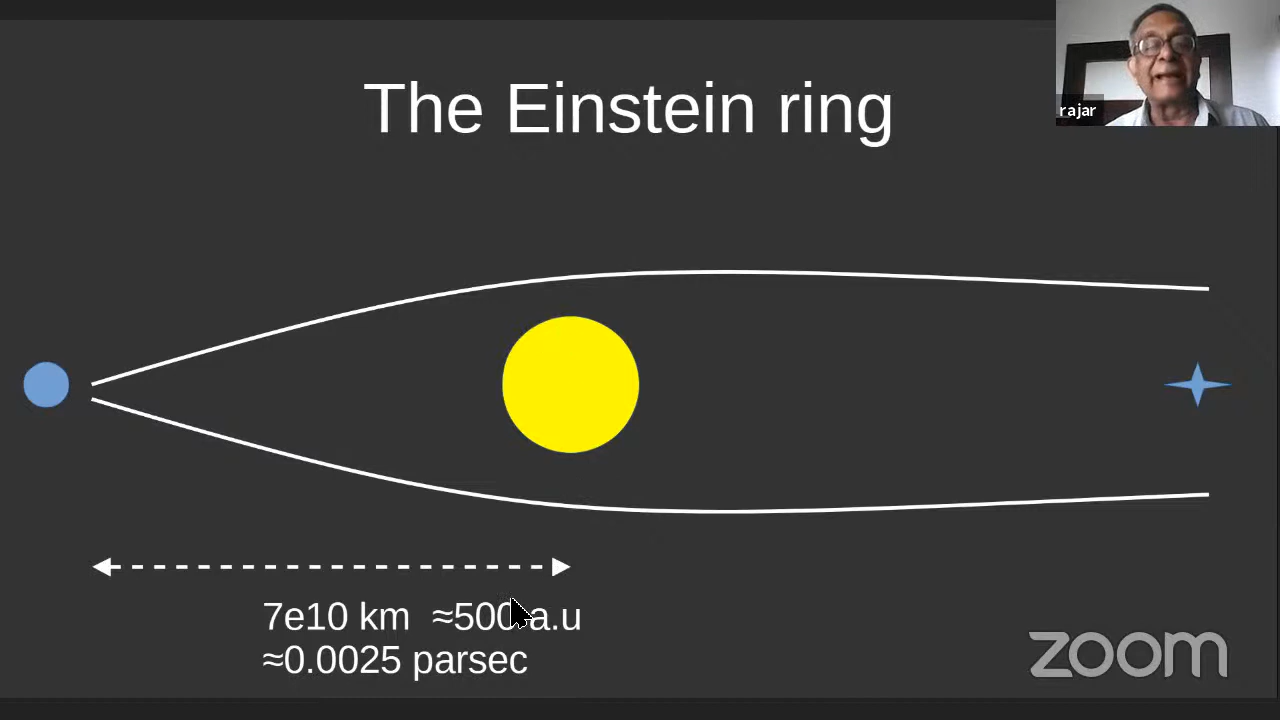 The Einstein ring
rajar
7e10 km ≈500 a.u
≈0.0025 parsec
zoom